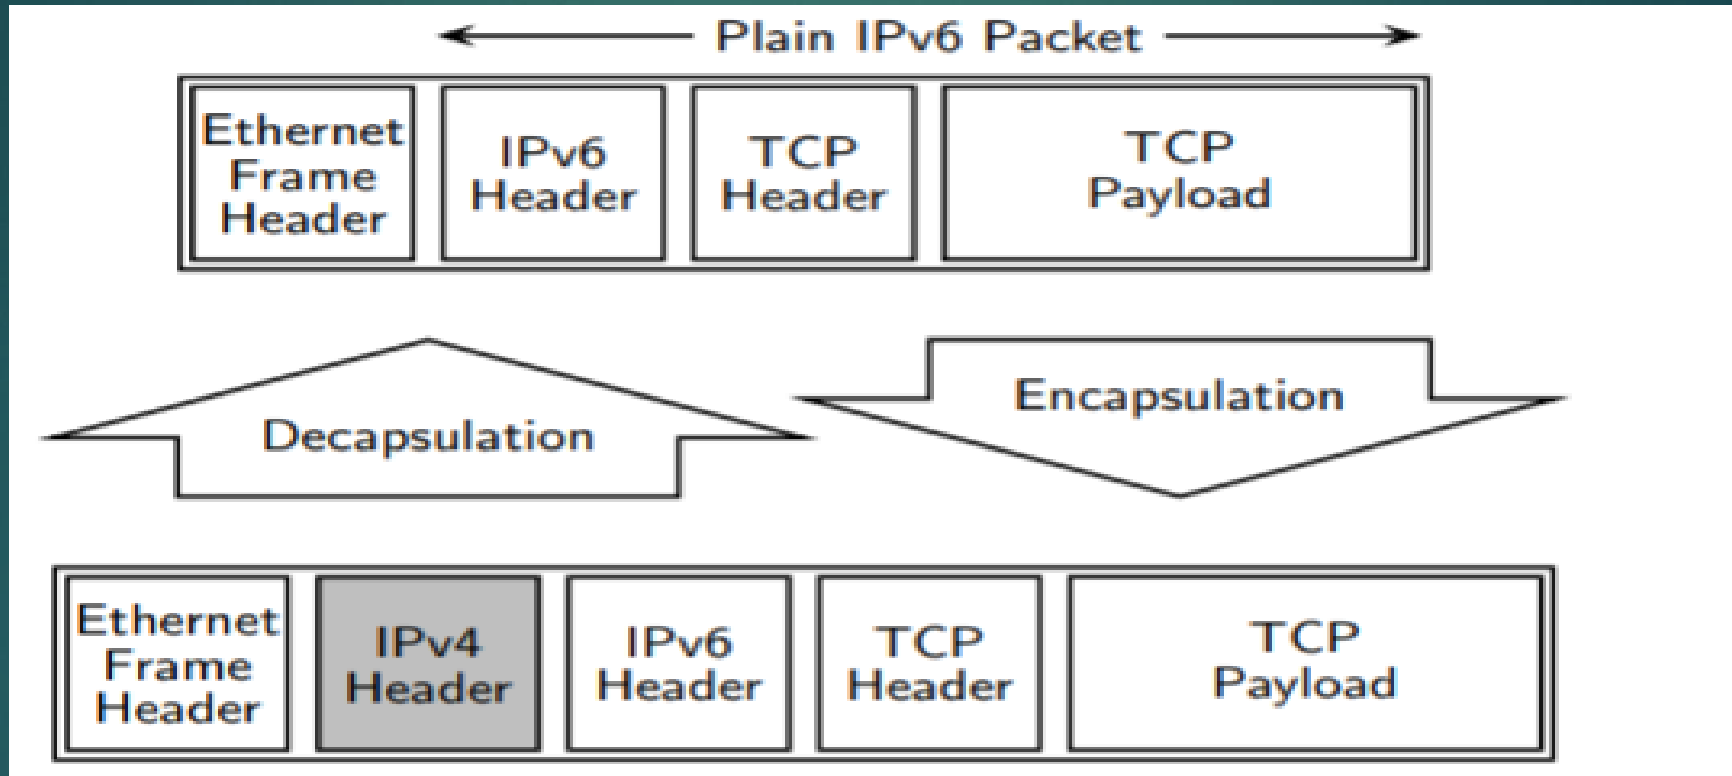 Plain IPv6 Packet
Ethernet
Frame
Header
IPv6
Header
TCP
Header
TCP
Payload
Decapsulation
Encapsulation
Ethernet
Frame
Header
IPv4
Header
IPv6
Header
TCP
Header
TCP
Payload